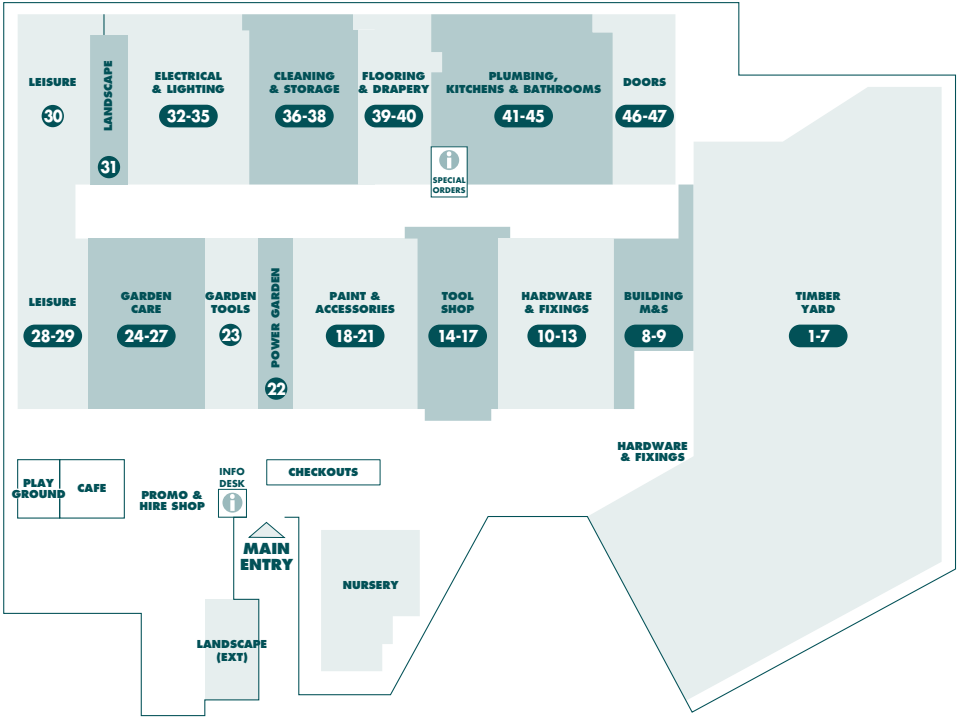 LEISURE
30
LANDSCAPE
31
ELECTRICAL
& LIGHTING
32-35
CLEANING
& STORAGE
36-38
FLOORING
& DRAPERY
39-40
PLUMBING,
KITCHENS & BATHROOMS
41-45
DOORS
46-47
i
SPECIAL
ORDERS
LEISURE
28-29
GARDEN
CARE
24-27
GARDEN
TOOLS
23
POWER GARDEN
22
PAINT &
ACCESSORIES
18-21
TOOL
SHOP
14-17
HARDWARE
& FIXINGS
10-13
BUILDING
M&S
8-9
TIMBER
YARD
1-7
HARDWARE
& FIXINGS
PLAY
GROUND
CAFE
PROMO &
HIRE SHOP
INFO
DESK
i
CHECKOUTS
MAIN
ENTRY
NURSERY
LANDSCAPE
(EXT)